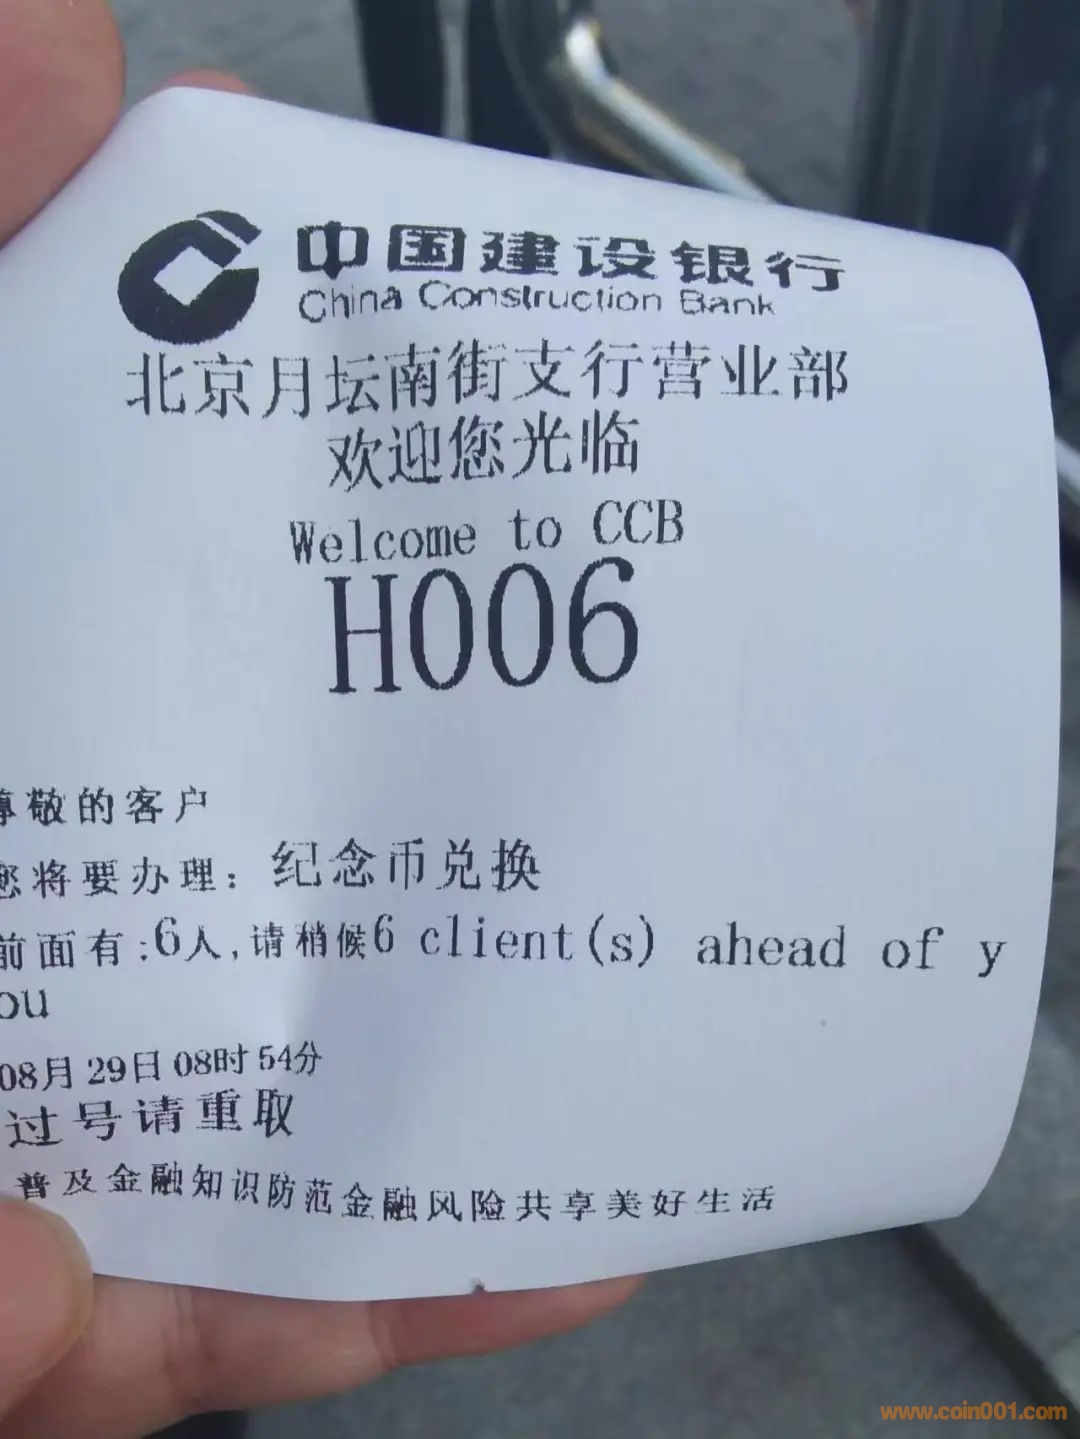 中国建设银行
China Construction Bank
北京月坛南街支行营业部
欢迎您光临
Welcome to CCB
H006
尊敬的客户
您将要办理：纪念币兑换
前面有:6人,请稍候6 client(s) ahead of y
ou
08月29日08时54分
过号请重取
普及金融知识防范金融风险共享美好生活
www.coin001.com